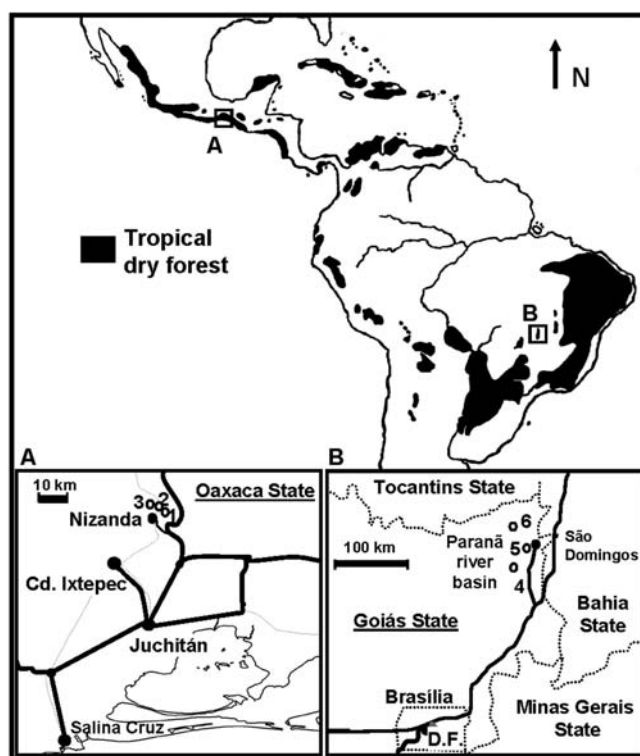 N
A
Tropical
dry forest
B
A
10 km
Oaxaca State
3
2
1
Nizanda
Cd. Ixtepec
Juchitán
Salina Cruz
B
Tocantins State
100 km
6
Paranã
river
basin
5
São
Domingos
4
Goiás State
Bahia
State
Brasília
D.F.
Minas Gerais
State